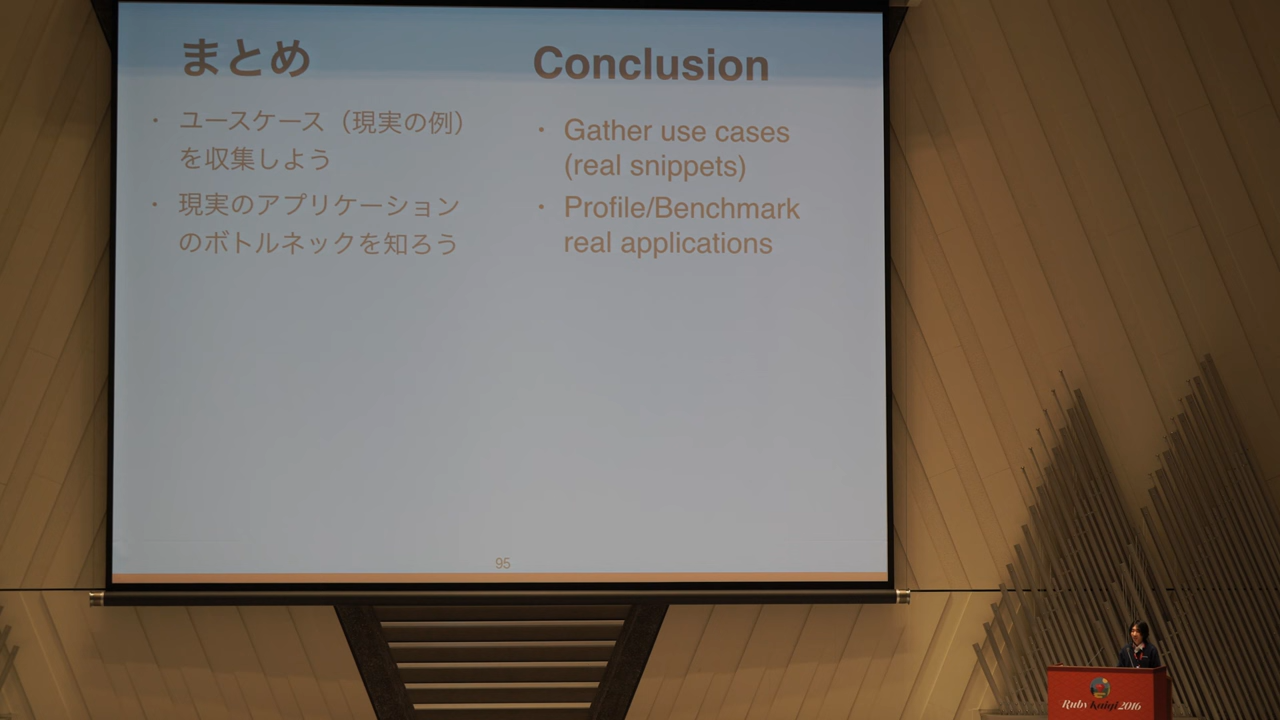 まとめ
・ ユースケース（現実の例）
を収集しよう
・ 現実のアプリケーション
のボトルネックを知ろう
Conclusion
・ Gather use cases
(real snippets)
・ Profile/Benchmark
real applications
95
RubyKaigi 2016